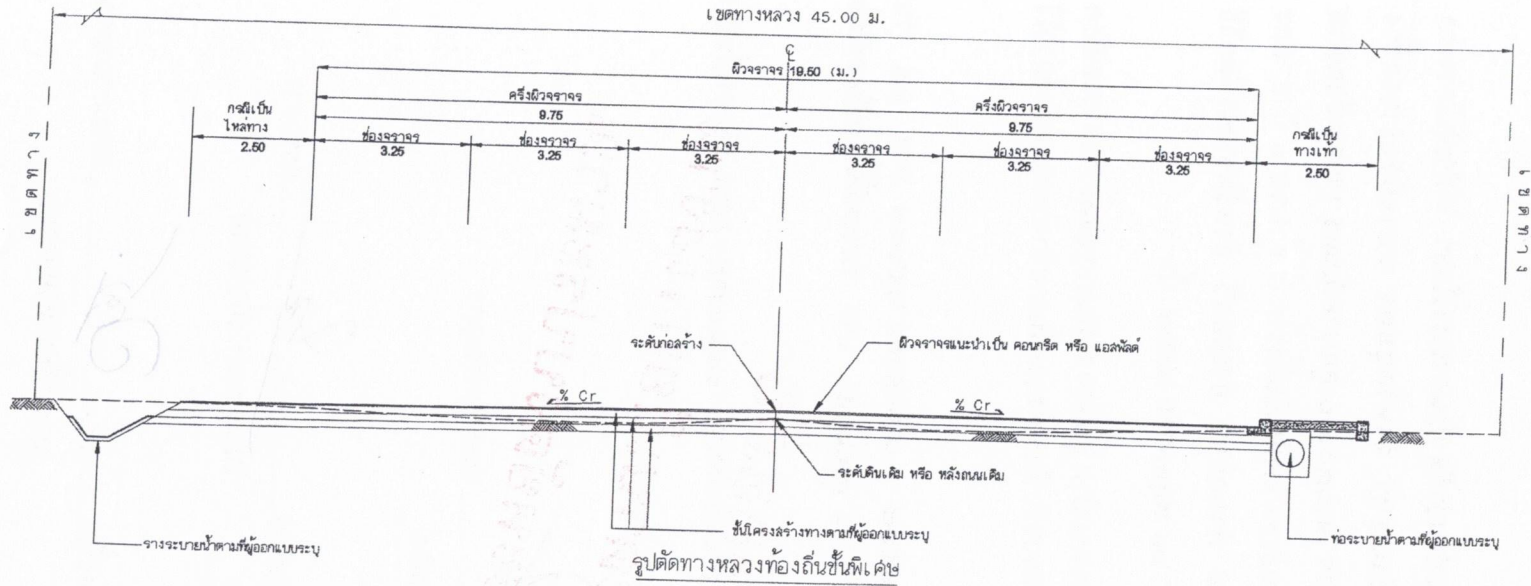 เขตทางหลวง 45.00 ม.
℄
ผิวจราจร 19.50 (ม.)
ครึ่งผิวจราจร
ครึ่งผิวจราจร
9.75
9.75
กรณีเป็น
ไหล่ทาง
2.50
ช่องจราจร
3.25
ช่องจราจร
3.25
ช่องจราจร
3.25
ช่องจราจร
3.25
ช่องจราจร
3.25
ช่องจราจร
3.25
กรณีเป็น
ทางเท้า
2.50
เขตทาง
เขตทาง
ระดับก่อสร้าง
ผิวจราจรแนะนำเป็น คอนกรีต หรือ แอสฟัลต์
% Cr
% Cr
ระดับดินเดิม หรือ หลังถนนเดิม
ชั้นโครงสร้างทางตามที่ผู้ออกแบบระบุ
รางระบายน้ำตามที่ผู้ออกแบบระบุ
ท่อระบายน้ำตามที่ผู้ออกแบบระบุ
รูปตัดทางหลวงท้องถิ่นชั้นพิเศษ